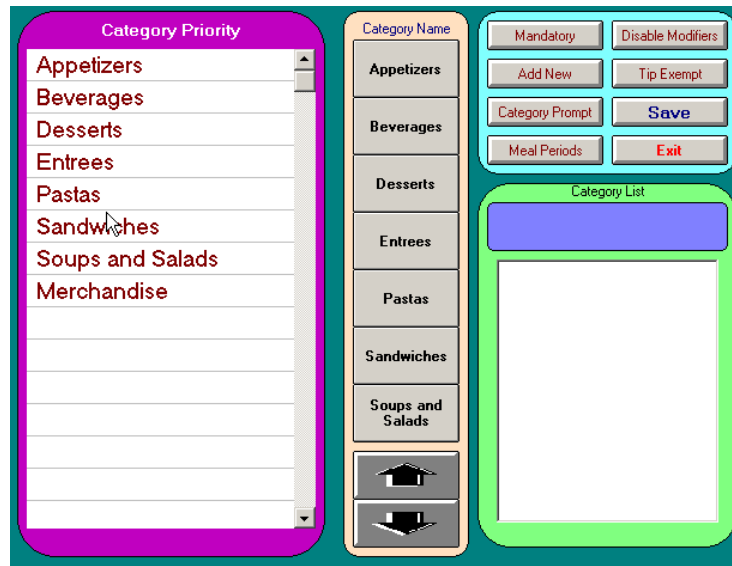 Category Priority
Appetizers
Beverages
Desserts
Entrees
Pastas
Sandwiches
Soups and Salads
Merchandise
Category Name
Appetizers
Beverages
Desserts
Entrees
Pastas
Sandwiches
Soups and
Salads
Mandatory
Disable Modifiers
Add New
Tip Exempt
Category Prompt
Save
Meal Periods
Exit
Category List